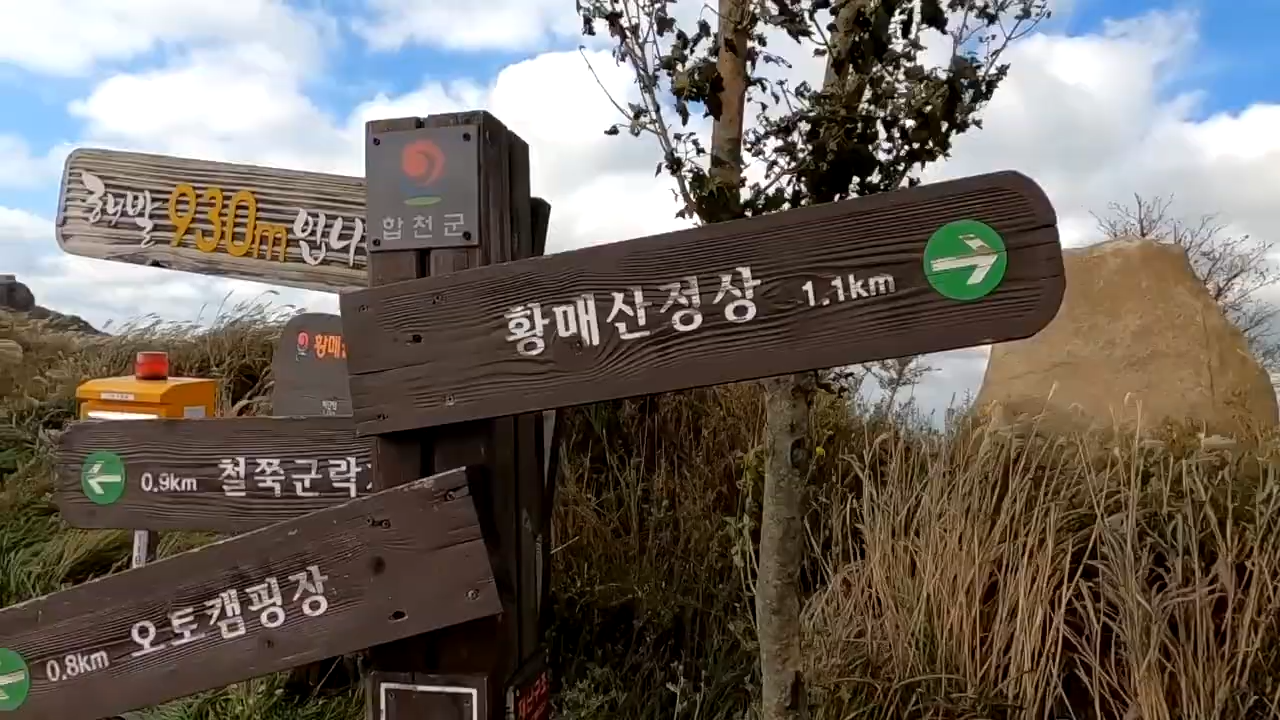 해발 930m 입니
합천군
황매산정상 1.1km
황매
0.9km 철쭉군락
0.8km 오토캠핑장